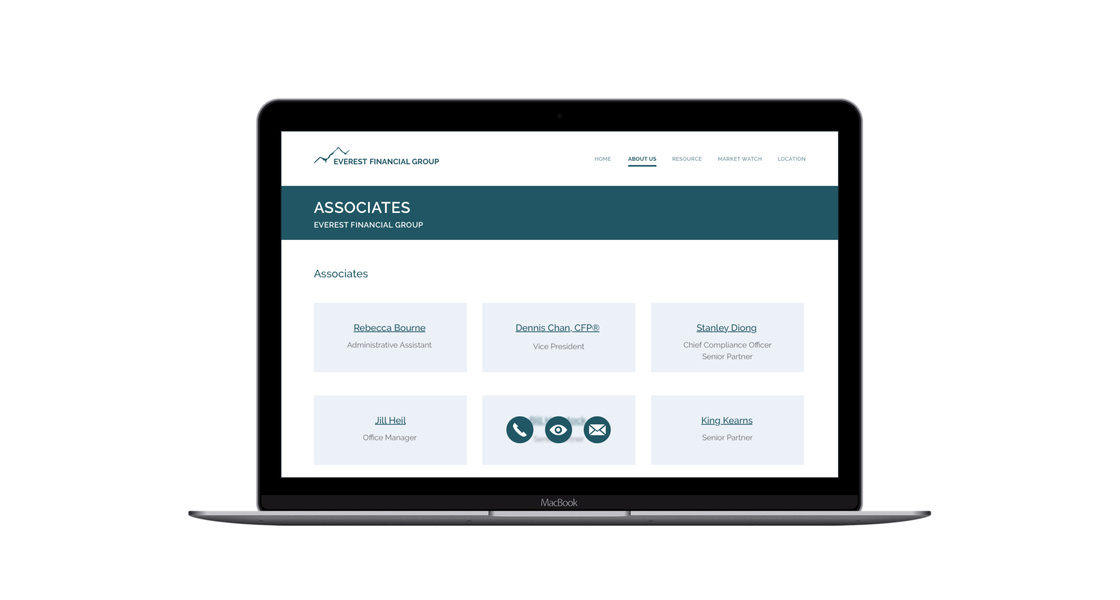 EVEREST FINANCIAL GROUP
HOME ABOUT US RESOURCE MARKET WATCH LOCATION
ASSOCIATES
EVEREST FINANCIAL GROUP
Associates
Rebecca Bourne
Administrative Assistant
Dennis Chan, CFP®
Vice President
Stanley Diong
Chief Compliance Officer
Senior Partner
Jill Heil
Office Manager
King Kearns
Senior Partner
MacBook